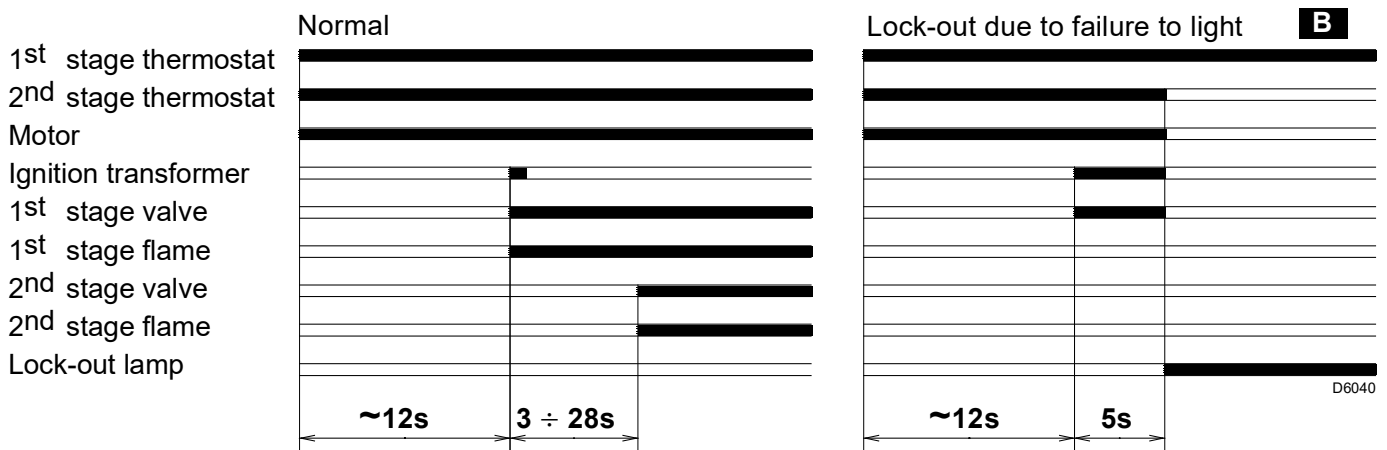 Normal
Lock-out due to failure to light B
1st stage thermostat
2nd stage thermostat
Motor
Ignition transformer
1st stage valve
1st stage flame
2nd stage valve
2nd stage flame
Lock-out lamp
D6040
~12s 3 ÷ 28s
~12s 5s